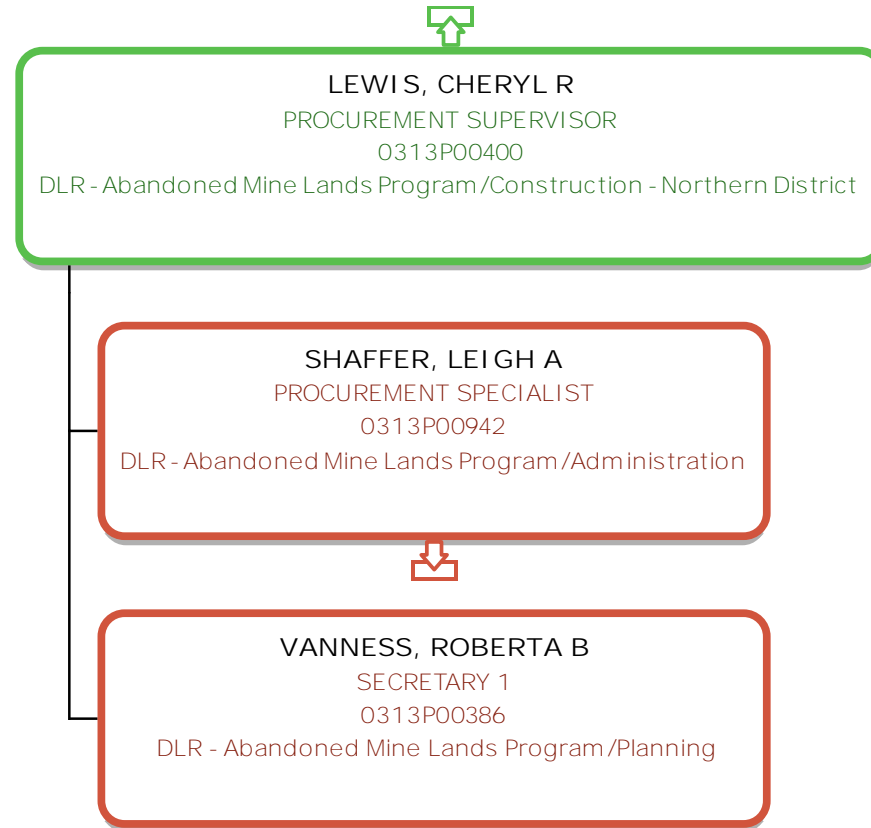 LEWIS, CHERYL R
PROCUREMENT SUPERVISOR
0313P00400
DLR - Abandoned Mine Lands Program/Construction - Northern District
SHAFFER, LEIGH A
PROCUREMENT SPECIALIST
0313P00942
DLR - Abandoned Mine Lands Program/Administration
VANNESS, ROBERTA B
SECRETARY 1
0313P00386
DLR - Abandoned Mine Lands Program/Planning